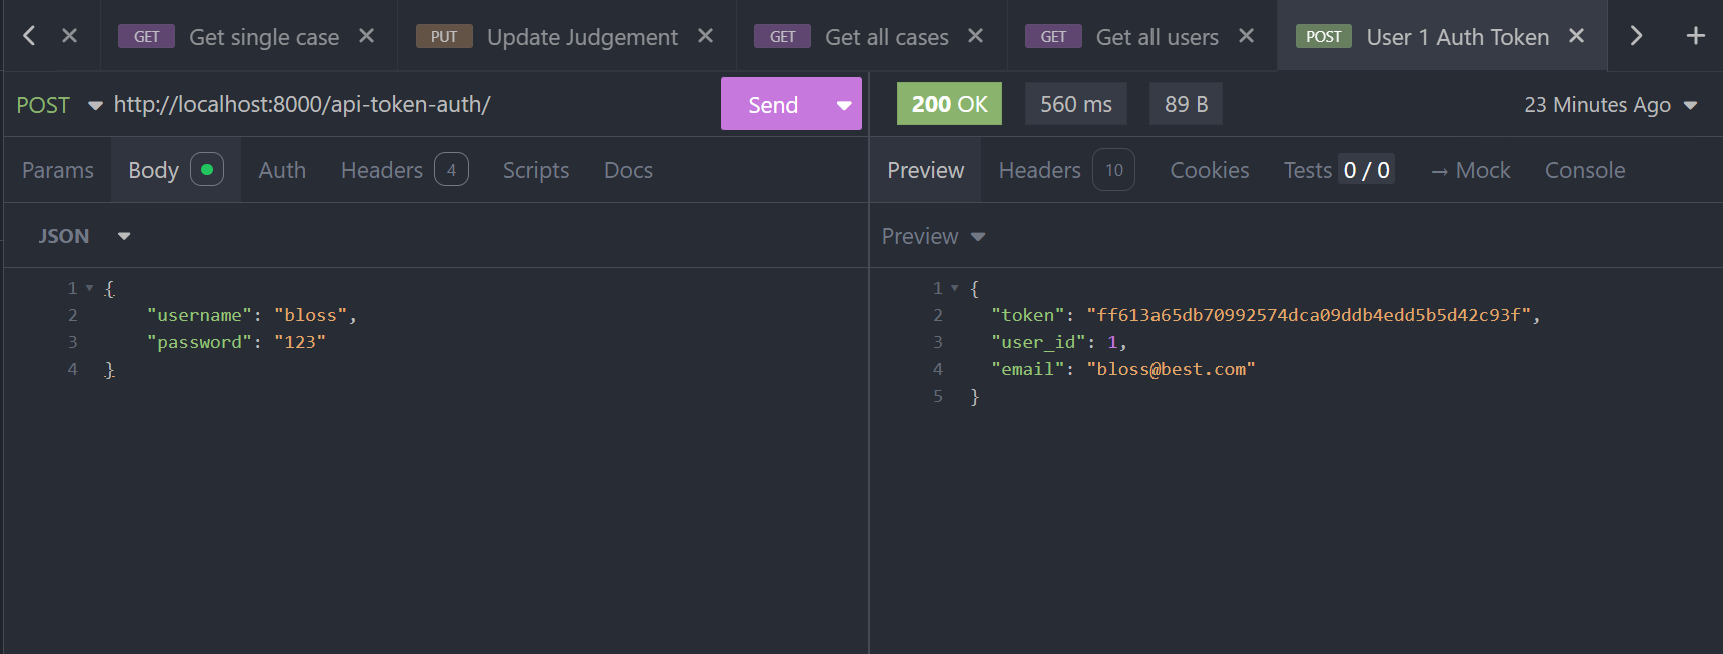 GET Get single case PUT Update Judgement GET Get all cases GET Get all users POST User 1 Auth Token
POST http://localhost:8000/api-token-auth/ Send 200 OK 560 ms 89 B 23 Minutes Ago
Params Body Auth Headers 4 Scripts Docs
Preview Headers 10 Cookies Tests 0 / 0 → Mock Console
JSON
Preview
1 {
2 "username": "bloss",
3 "password": "123"
4 }
1 {
2 "token": "ff613a65db70992574dca09ddb4edd5b5d42c93f",
3 "user_id": 1,
4 "email": "bloss@best.com"
5 }